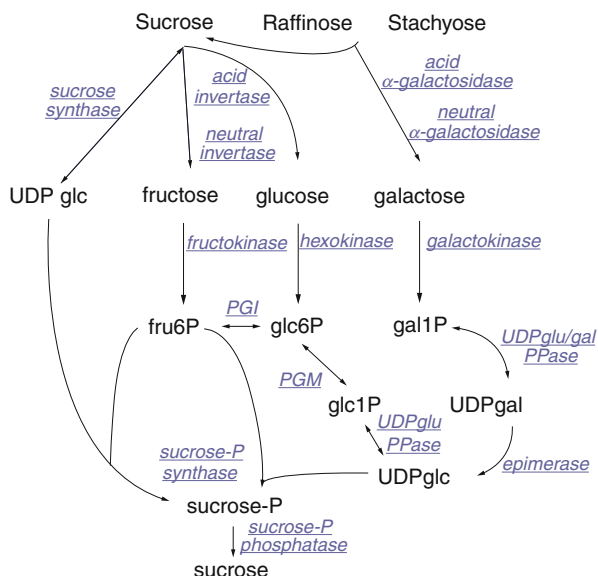 Sucrose Raffinose Stachyose
acid
α-galactosidase
sucrose
synthase
acid
invertase
neutral
invertase
neutral
α-galactosidase
UDP glc fructose glucose galactose
fructokinase hexokinase galactokinase
PGI
fru6P glc6P gal1P
UDPglu/gal
PPase
PGM
glc1P UDPgal
UDPglu
PPase
sucrose-P
synthase
UDPglc epimerase
sucrose-P
sucrose-P
phosphatase
sucrose